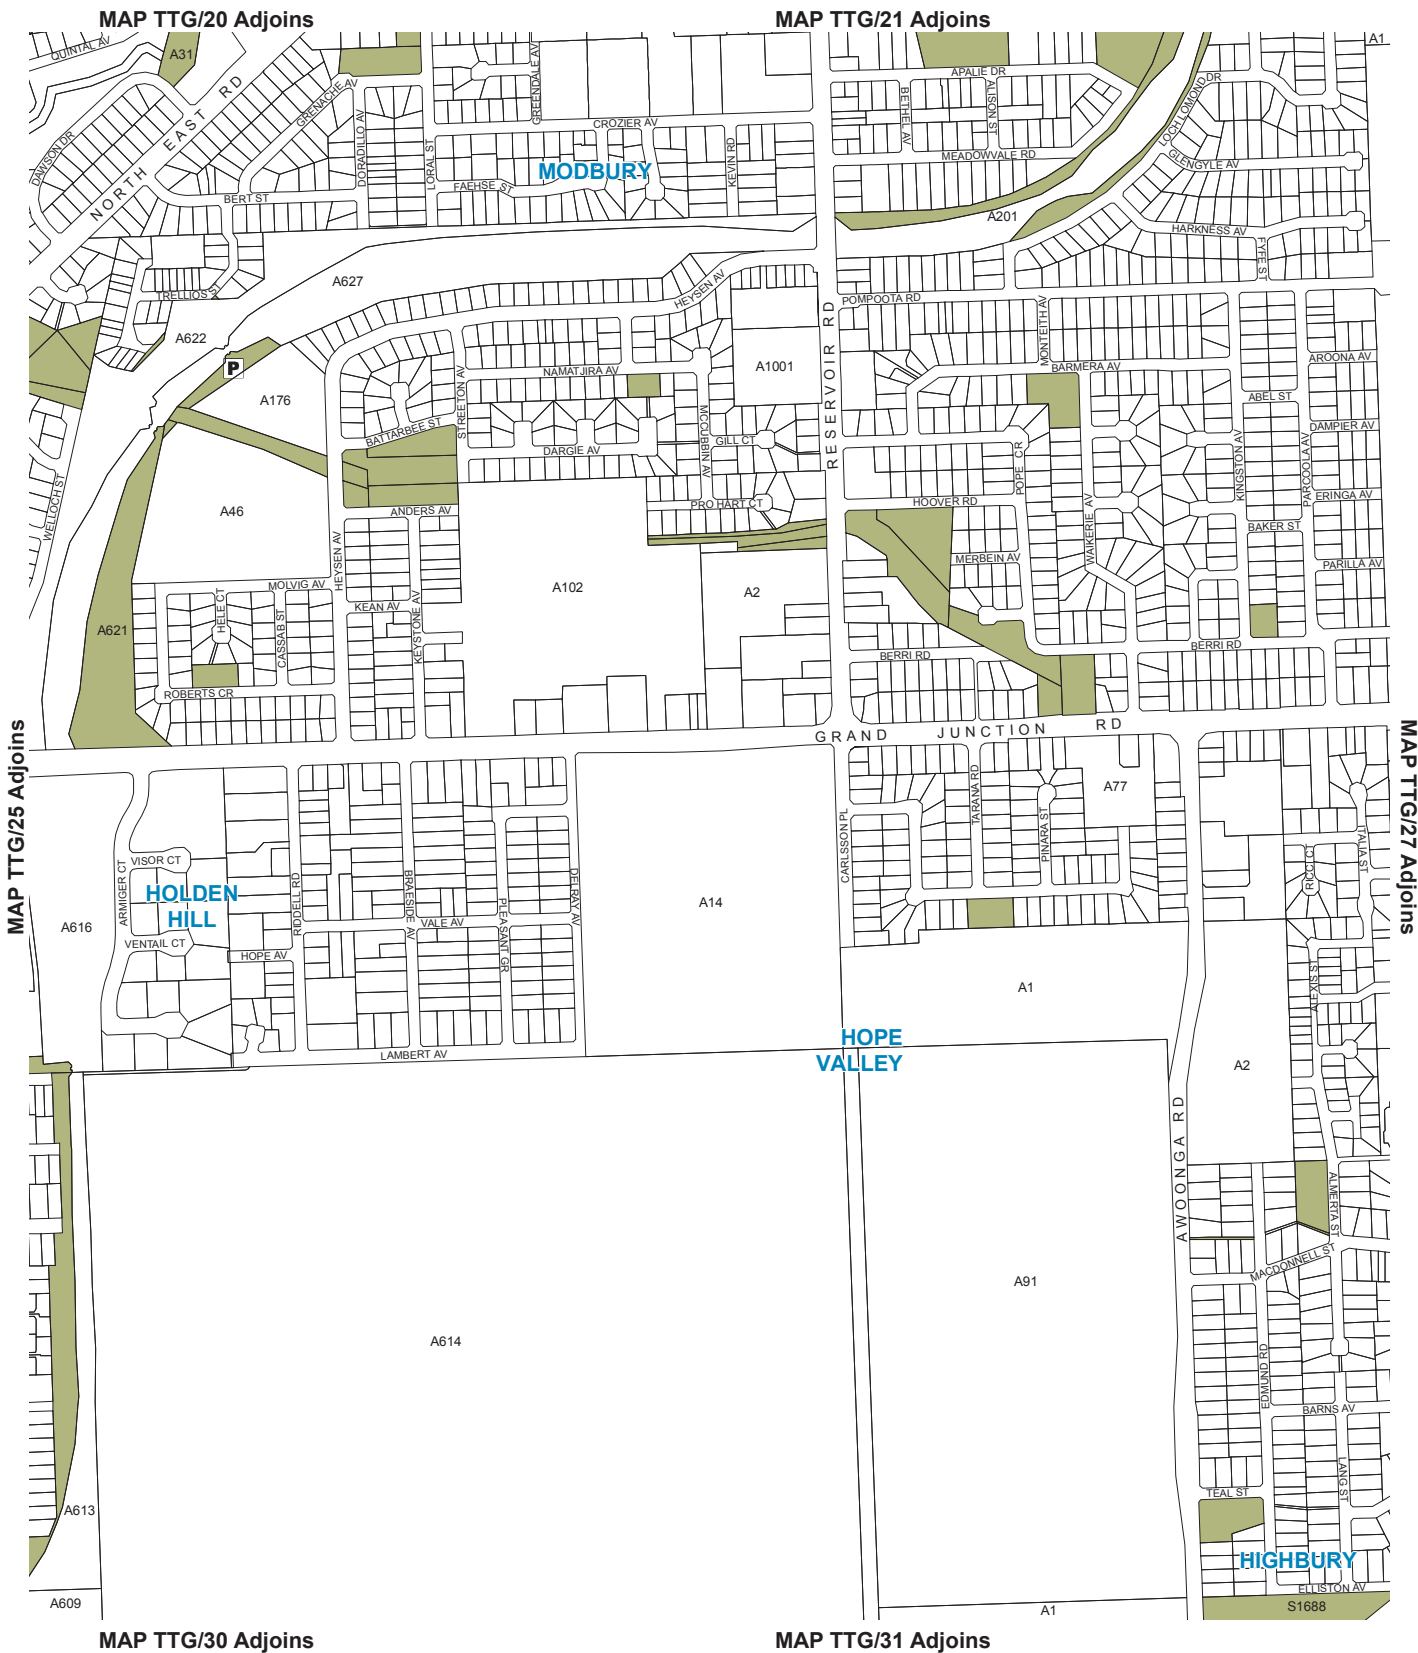 MAP TTG/20 Adjoins
MAP TTG/21 Adjoins
QUINTAL AV
A31
NORTH EAST RD
GRENACHE AV
DAWSON DR
DORADILLO AV
LORAL ST
GREENDALE AV
CROZIER AV
MODBURY
KEVIN RD
FAEHSE ST
BERT ST
TRELLIOS ST
APALIE DR
BETHEL AV
ALISON ST
MEADOWVALE RD
LOCH LOMOND DR
A1
GLENGYLE AV
A201
HARKNESS AV
FYFE ST
A627
A622
P
A176
HEYSEN AV
POMPOOTA RD
MONTEITH AV
RESERVOIR RD
A1001
NAMATJIRA AV
STREETON AV
BATTARBEE ST
DARGIE AV
MCCUBBIN AV
GILL CT
PRO HART CT
BARMERA AV
AROONA AV
ABEL ST
DAMPIER AV
KINGSTON AV
PARCOOLA AV
POPE CR
WAIKERIE AV
ERINGA AV
HOOVER RD
BAKER ST
MERBEIN AV
PARILLA AV
WELLOCH ST
A46
ANDERS AV
HEYSEN AV
MOLVIG AV
KEAN AV
KEYSTONE AV
HELE CT
CASSAB ST
A621
ROBERTS CR
A102
A2
BERRI RD
BERRI RD
GRAND JUNCTION RD
MAP TTG/25 Adjoins
MAP TTG/27 Adjoins
TARANA RD
PINARA ST
A77
CARLSSON PL
ITALIA ST
RICCI CT
VISOR CT
ARMIGER CT
HOLDEN
HILL
RIDDELL RD
BRAESIDE AV
VALE AV
PLEASANT GR
DELRAY AV
A14
A616
VENTAIL CT
HOPE AV
LAMBERT AV
A1
ALEXIS ST
HOPE
VALLEY
A2
AWOONGA RD
ALMERTA ST
MACDONNELL ST
A91
A614
EDMUND RD
BARNS AV
LANG ST
TEAL ST
A613
HIGHBURY
ELLISTON AV
A609
A1
S1688
MAP TTG/30 Adjoins
MAP TTG/31 Adjoins